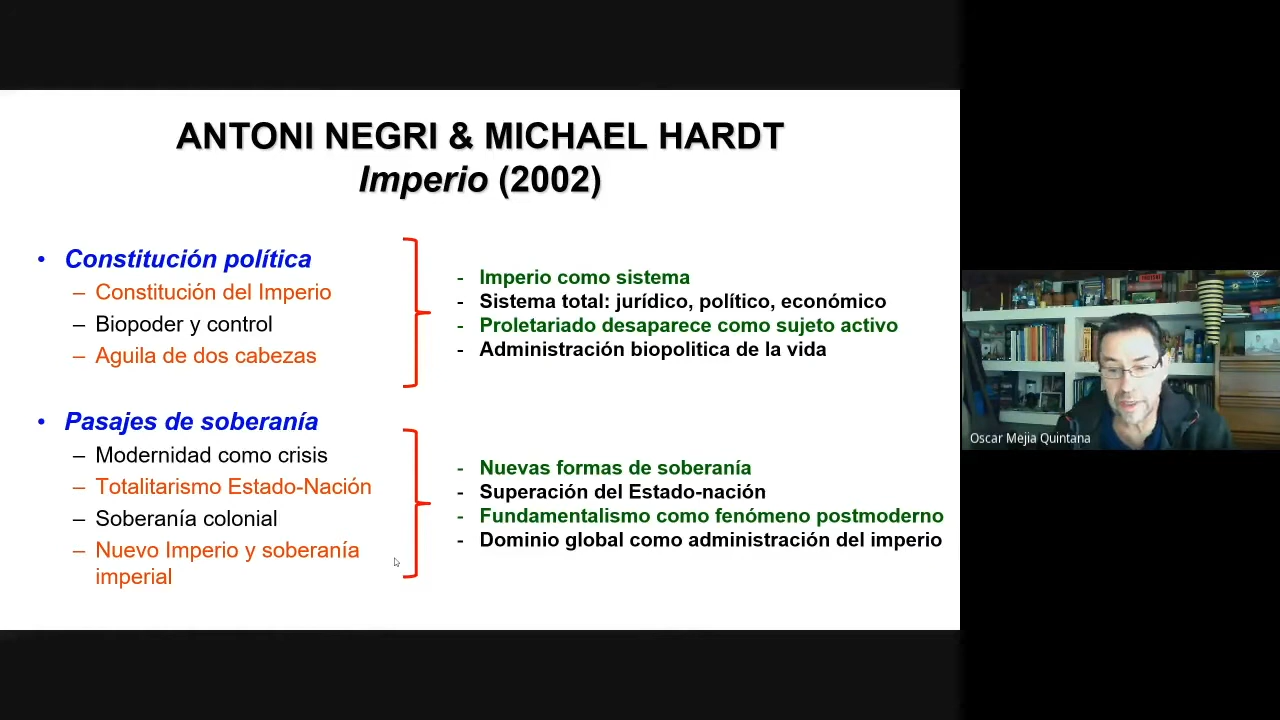 ANTONI NEGRI & MICHAEL HARDT
Imperio (2002)
• Constitución política
– Constitución del Imperio
– Biopoder y control
– Aguila de dos cabezas
- Imperio como sistema
- Sistema total: jurídico, político, económico
- Proletariado desaparece como sujeto activo
- Administración biopolitica de la vida
• Pasajes de soberanía
– Modernidad como crisis
– Totalitarismo Estado-Nación
– Soberanía colonial
– Nuevo Imperio y soberanía
imperial
- Nuevas formas de soberanía
- Superación del Estado-nación
- Fundamentalismo como fenómeno postmoderno
- Dominio global como administración del imperio
Oscar Mejia Quintana